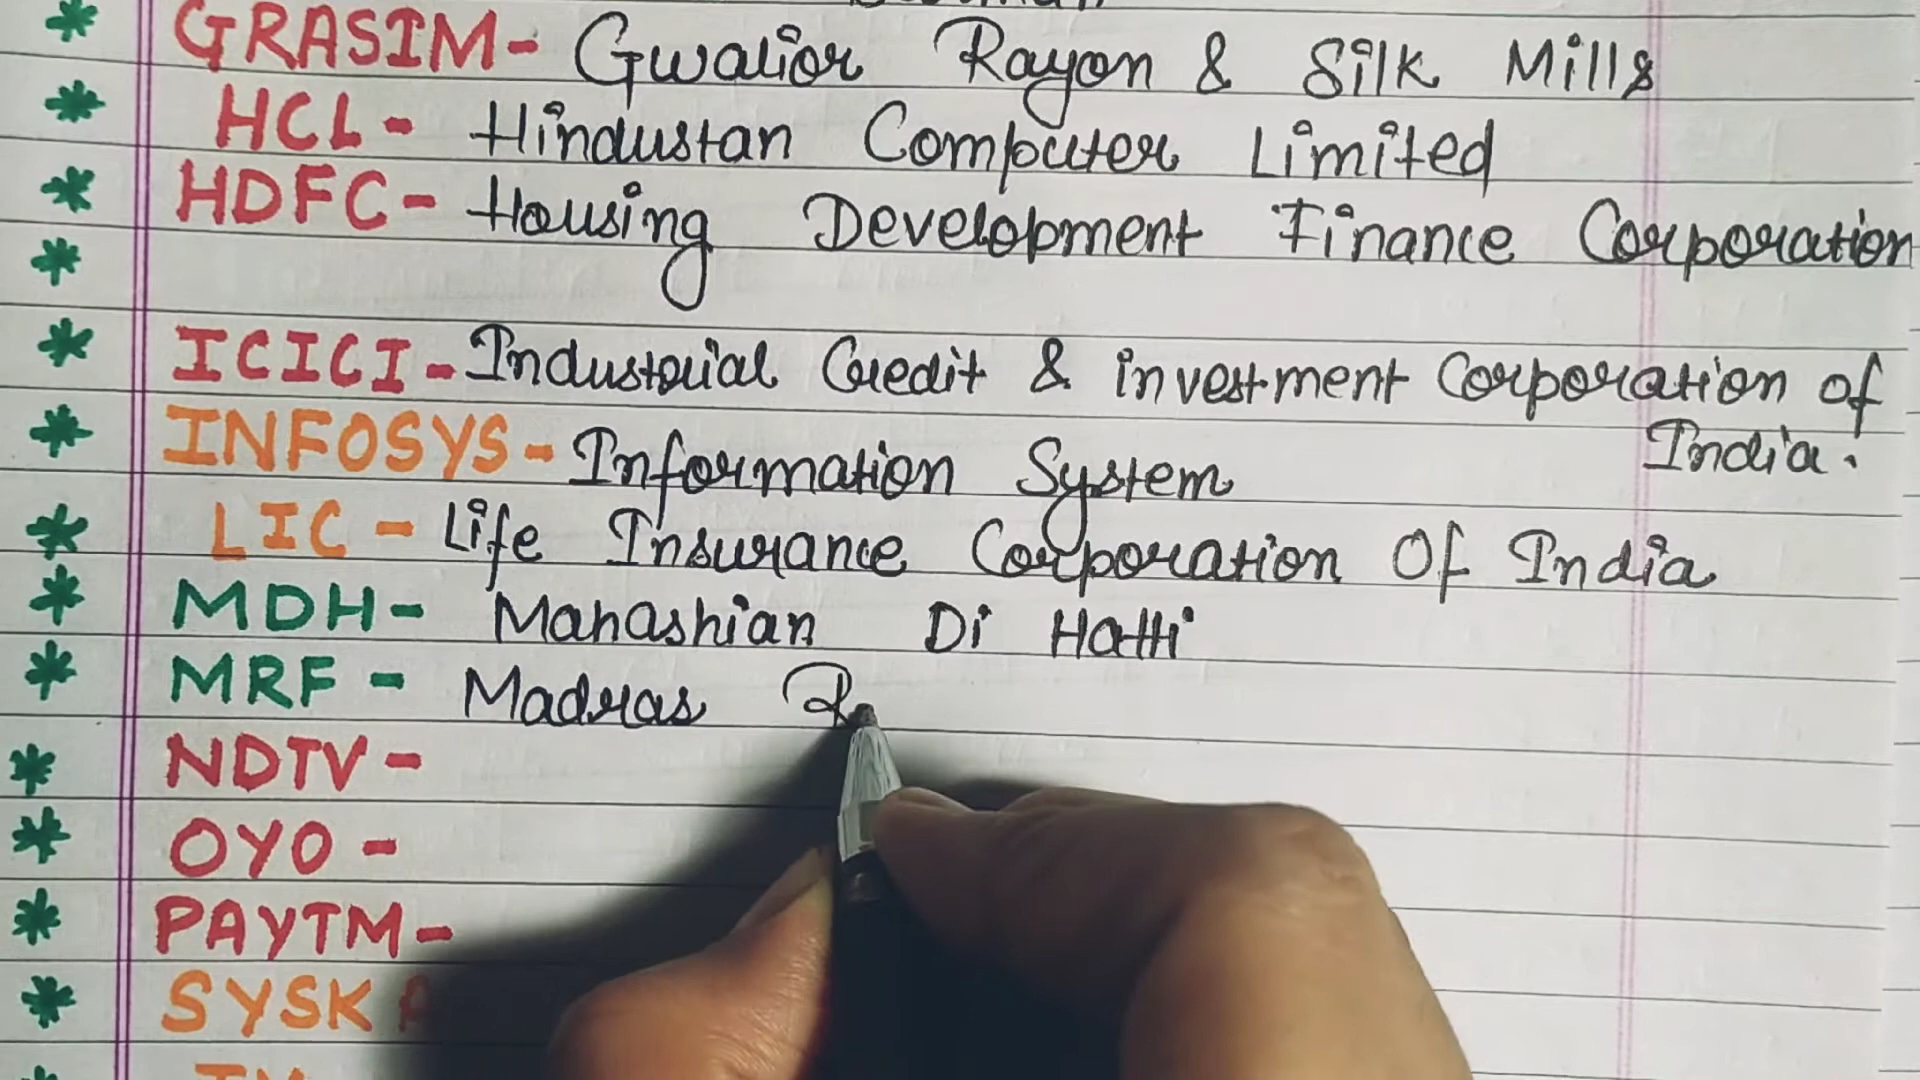 GRASIM- Gwalior Rayon & Silk Mills
HCL- Hindustan Computer Limited
HDFC- Housing Development Finance Corporation
ICICI- Industrial Credit & investment Corporation of
India.
INFOSYS- Information System
LIC - Life Insurance Corporation Of India
MDH- Mahashian Di Hatti
MRF - Madras R
NDTV-
OYO -
PAYTM-
SYSKA